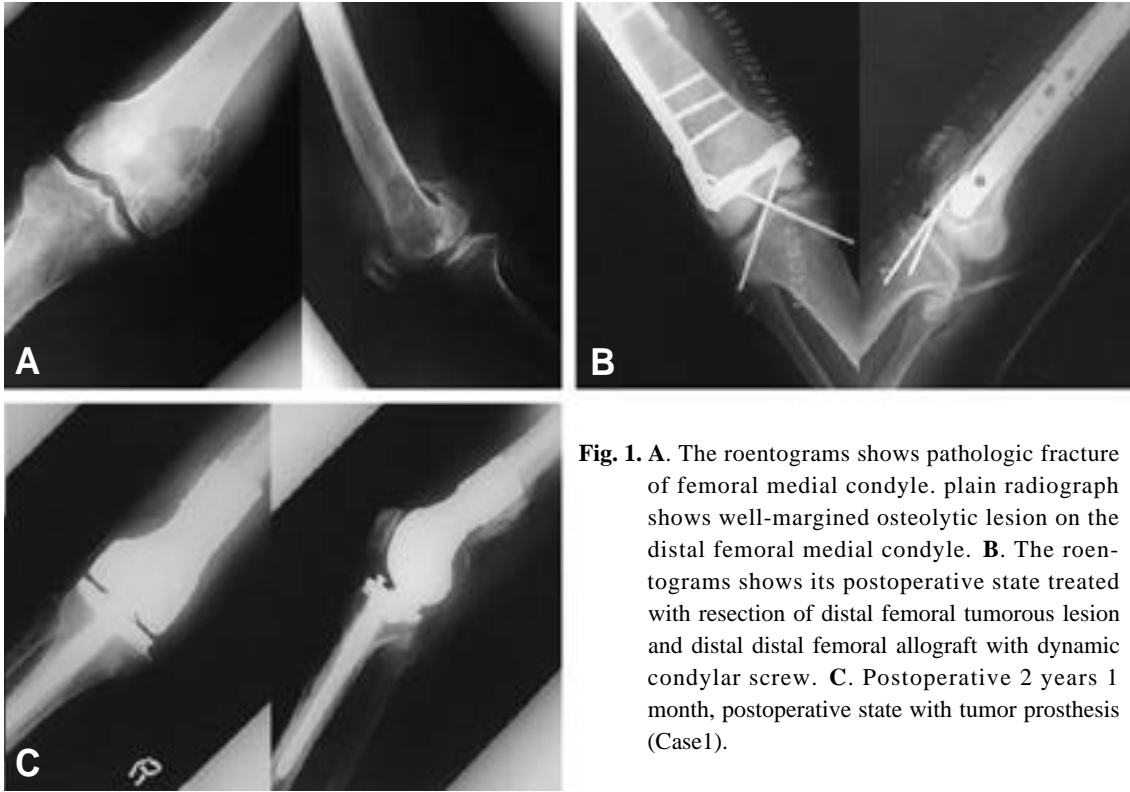 A
B
C
R
Fig. 1. A. The roentograms shows pathologic fracture
of femoral medial condyle. plain radiograph
shows well-margined osteolytic lesion on the
distal femoral medial condyle. B. The roen-
tograms shows its postoperative state treated
with resection of distal femoral tumorous lesion
and distal distal femoral allograft with dynamic
condylar screw. C. Postoperative 2 years 1
month, postoperative state with tumor prosthesis
(Case1).